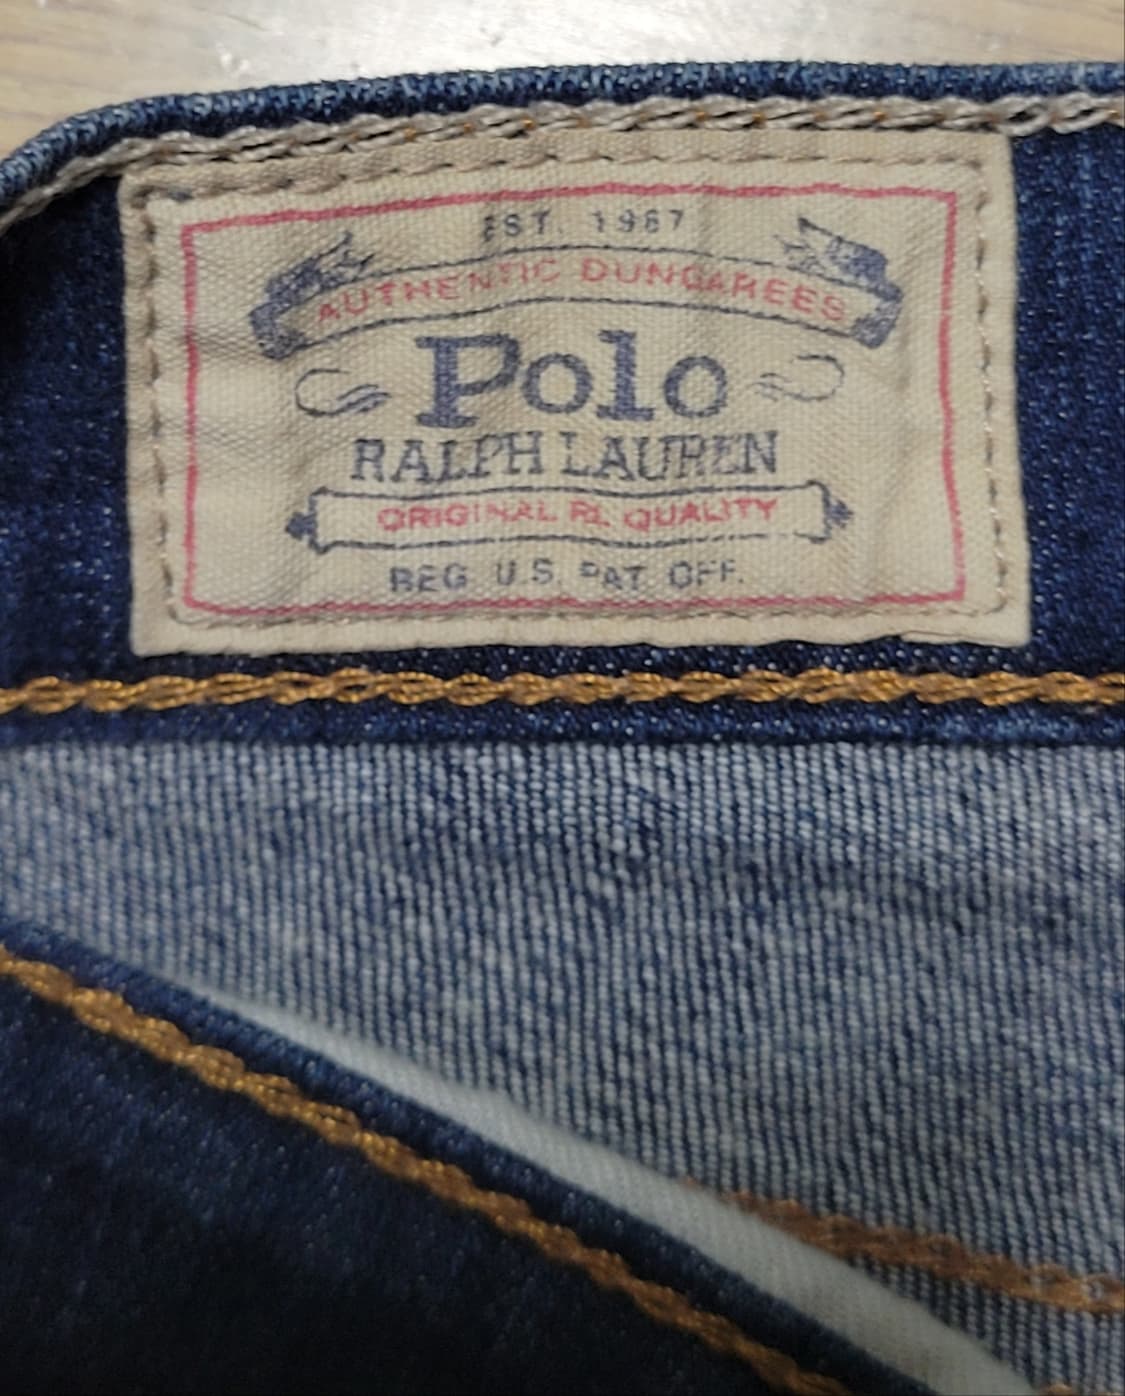 EST. 1967
AUTHENTIC DUNGAREES
Polo
RALPH LAUREN
ORIGINAL RL QUALITY
REG. U.S. PAT. OFF.